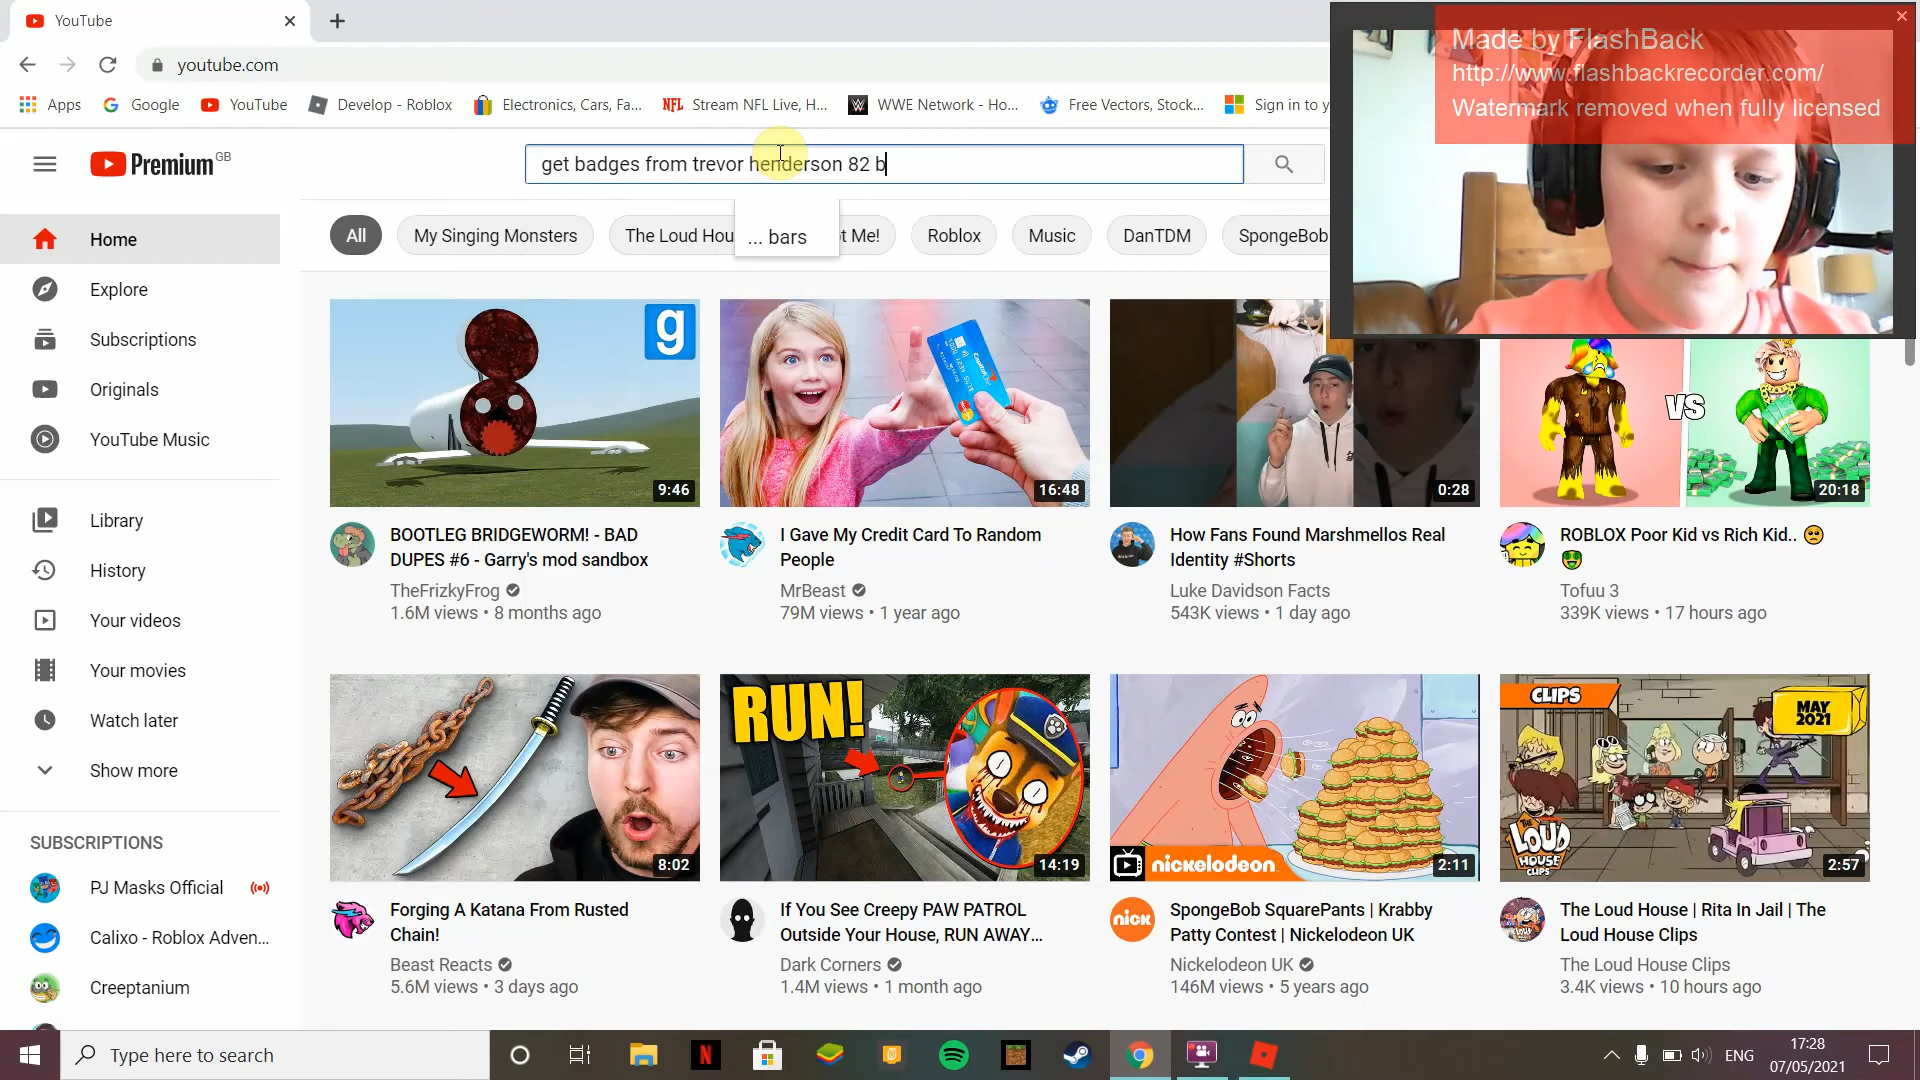 YouTube
Made by FlashBack
http://www.flashbackrecorder.com/
Watermark removed when fully licensed
youtube.com
Apps
Google
YouTube
Develop - Roblox
Electronics, Cars, Fa...
NFL
Stream NFL Live, H...
WWE Network - Ho...
Free Vectors, Stock...
Sign in to y
Premium GB
get badges from trevor henderson 82 b
... bars
All
My Singing Monsters
The Loud Hou
t Me!
Roblox
Music
DanTDM
SpongeBob
Home
Explore
Subscriptions
Originals
YouTube Music
Library
History
Your videos
Your movies
Watch later
Show more
SUBSCRIPTIONS
PJ Masks Official
Calixo - Roblox Adven...
Creeptanium
g
9:46
BOOTLEG BRIDGEWORM! - BAD
DUPES #6 - Garry's mod sandbox
TheFrizkyFrog
1.6M views • 8 months ago
16:48
I Gave My Credit Card To Random
People
MrBeast
79M views • 1 year ago
0:28
How Fans Found Marshmellos Real
Identity #Shorts
Luke Davidson Facts
543K views • 1 day ago
VS
20:18
ROBLOX Poor Kid vs Rich Kid.. 🥺
🤑
Tofuu 3
339K views • 17 hours ago
8:02
Forging A Katana From Rusted
Chain!
Beast Reacts
5.6M views • 3 days ago
RUN!
14:19
If You See Creepy PAW PATROL
Outside Your House, RUN AWAY...
Dark Corners
1.4M views • 1 month ago
nickelodeon
2:11
nick
SpongeBob SquarePants | Krabby
Patty Contest | Nickelodeon UK
Nickelodeon UK
146M views • 5 years ago
CLIPS
MAY
2021
THE
LOUD
HOUSE
CLIPS
2:57
The Loud House | Rita In Jail | The
Loud House Clips
The Loud House Clips
3.4K views • 10 hours ago
Type here to search
ENG
17:28
07/05/2021